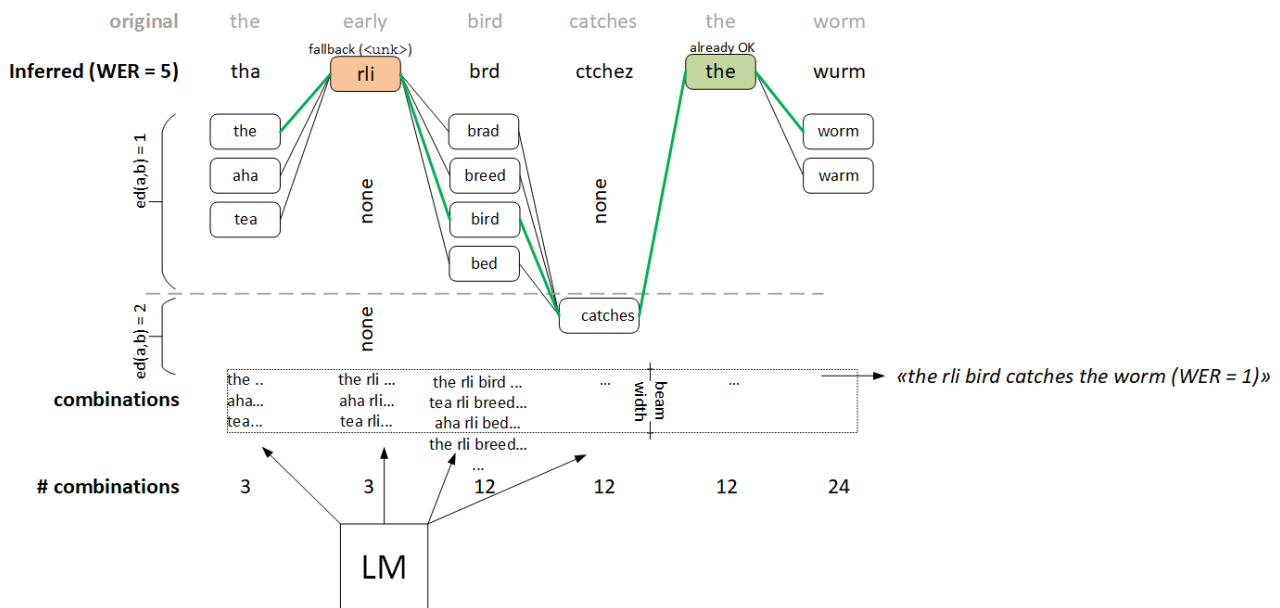 original the early bird catches the worm
fallback (<unk>) already OK
Inferred (WER = 5) tha rli brd ctchez the wurm
ed(a,b) = 1
the brad worm
aha breed warm
none none
tea bird
bed
ed(a,b) = 2
catches
none
the .. the rli ... the rli bird ... ... ...
«the rli bird catches the worm (WER = 1)»
combinations aha... aha rli... tea rli breed...
beam width
tea... tea rli... aha rli bed...
the rli breed...
...
# combinations 3 3 12 12 12 24
LM